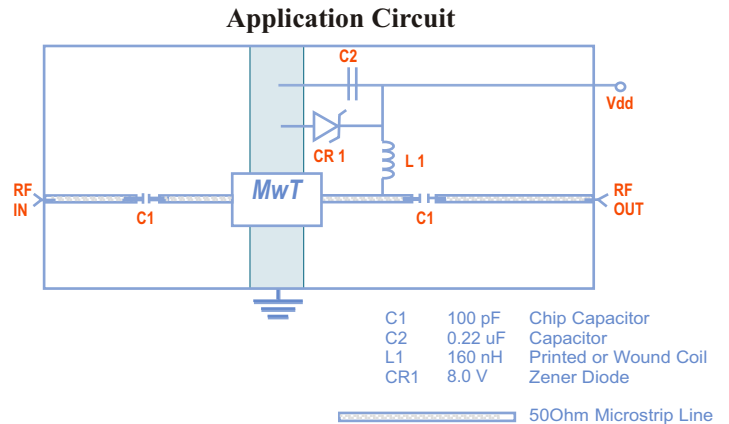 Application Circuit
C2
Vdd
CR 1
L 1
RF
IN
MwT
RF
OUT
C1
C1
C1 100 pF Chip Capacitor
C2 0.22 uF Capacitor
L1 160 nH Printed or Wound Coil
CR1 8.0 V Zener Diode
50Ohm Microstrip Line